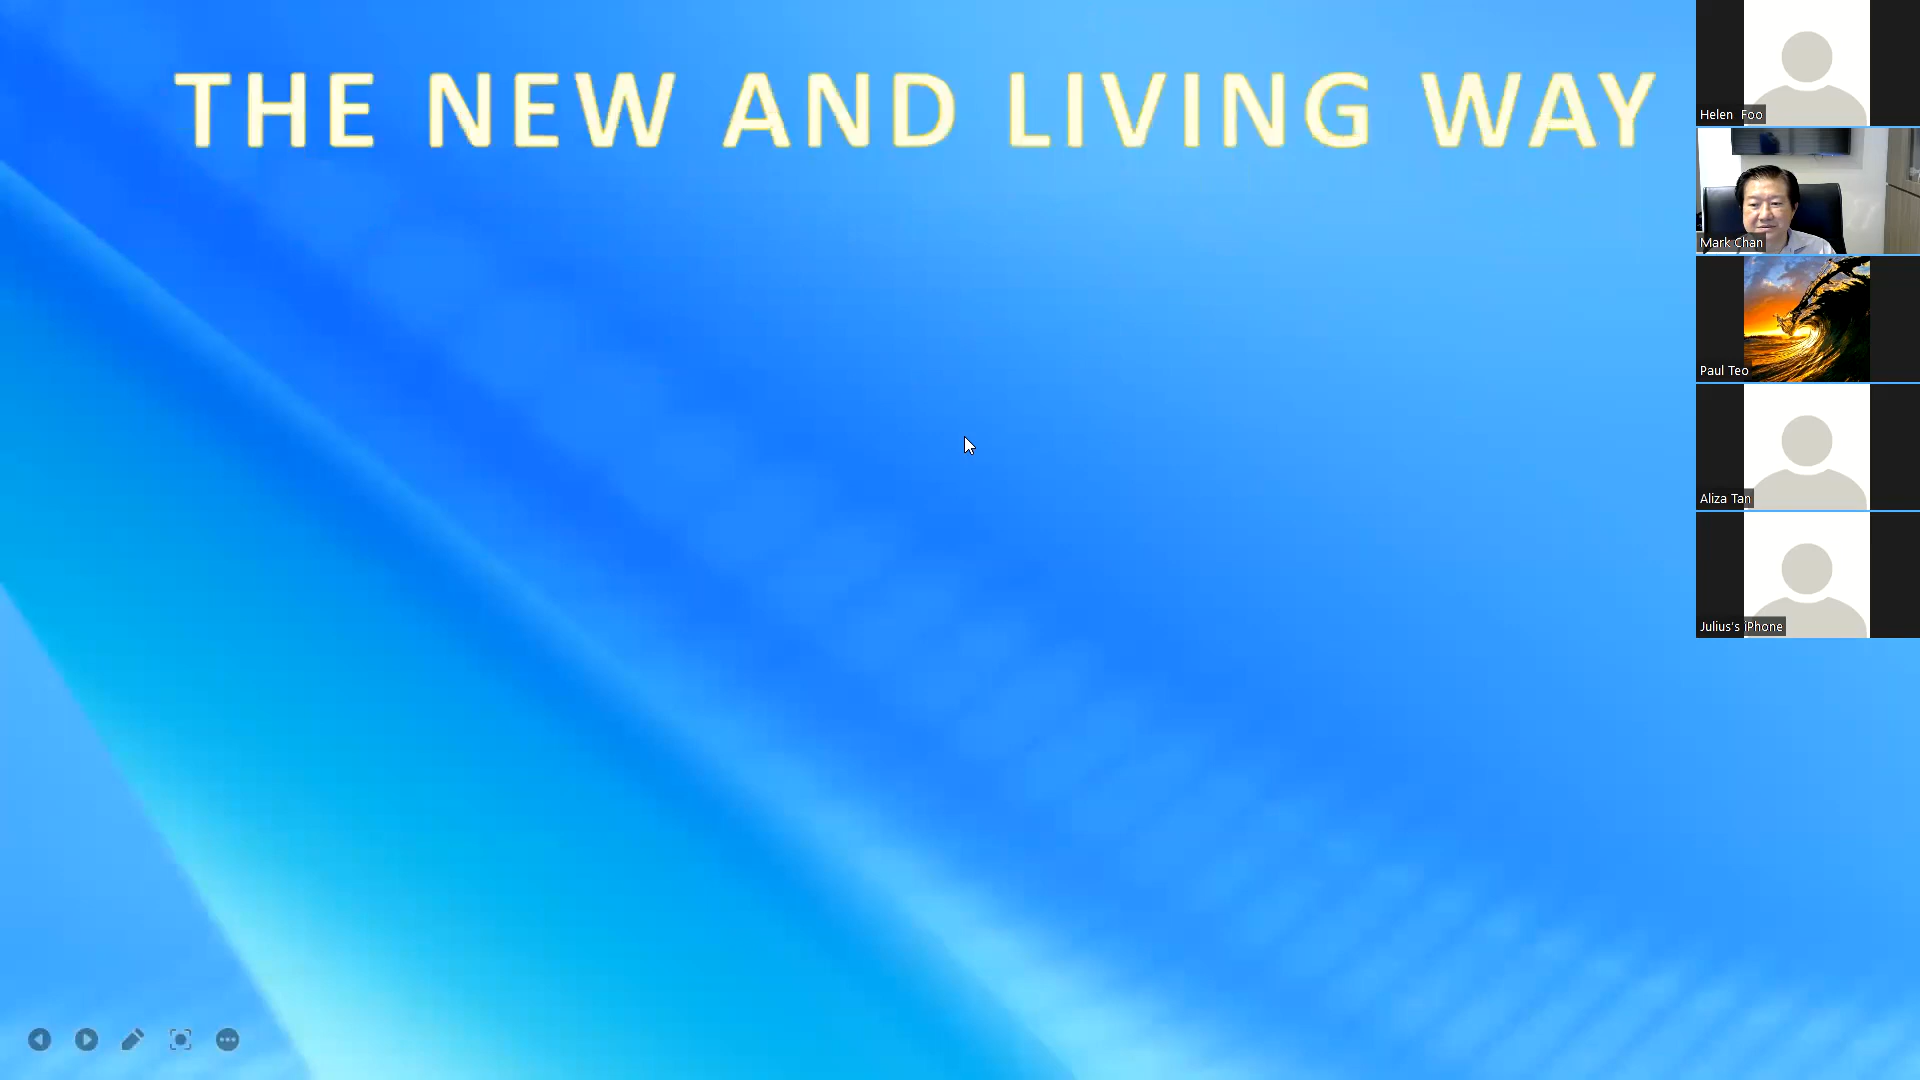 THE NEW AND LIVING WAY
Helen Foo
Mark Chan
Paul Teo
Aliza Tan
Julius's iPhone